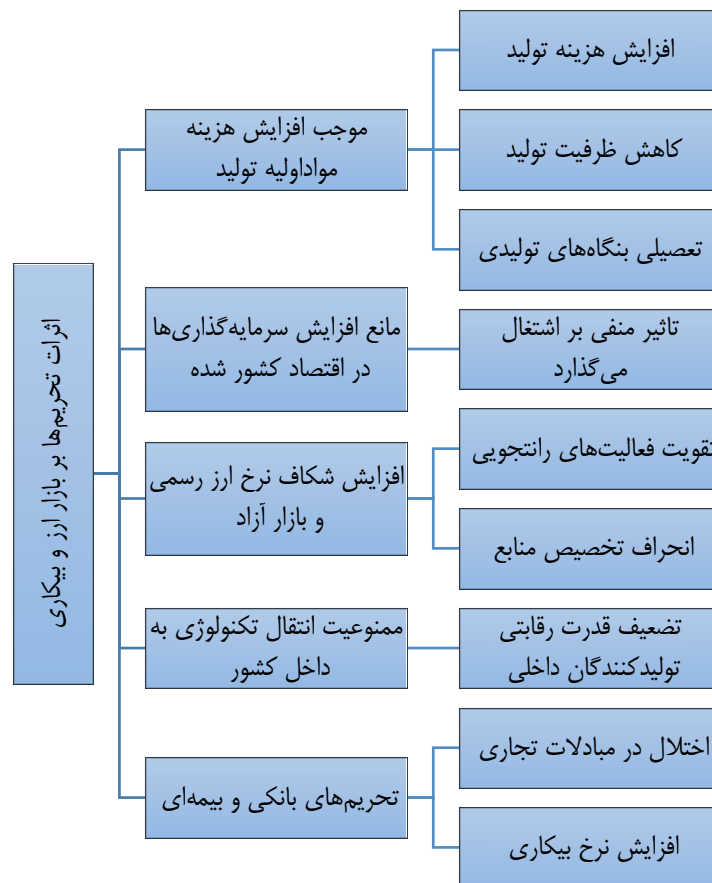 اثرات تحریم‌ها بر بازار ارز و بیکاری
موجب افزایش هزینه
مواداولیه تولید
افزایش هزینه تولید
کاهش ظرفیت تولید
تعصیلی بنگاه‌های تولیدی
مانع افزایش سرمایه‌گذاری‌ها
در اقتصاد کشور شده
تاثیر منفی بر اشتغال
می‌گذارد
افزایش شکاف نرخ ارز رسمی
و بازار آزاد
تقویت فعالیت‌های رانتجویی
انحراف تخصیص منابع
ممنوعیت انتقال تکنولوژی به
داخل کشور
تضعیف قدرت رقابتی
تولیدکنندگان داخلی
تحریم‌های بانکی و بیمه‌ای
اختلال در مبادلات تجاری
افزایش نرخ بیکاری